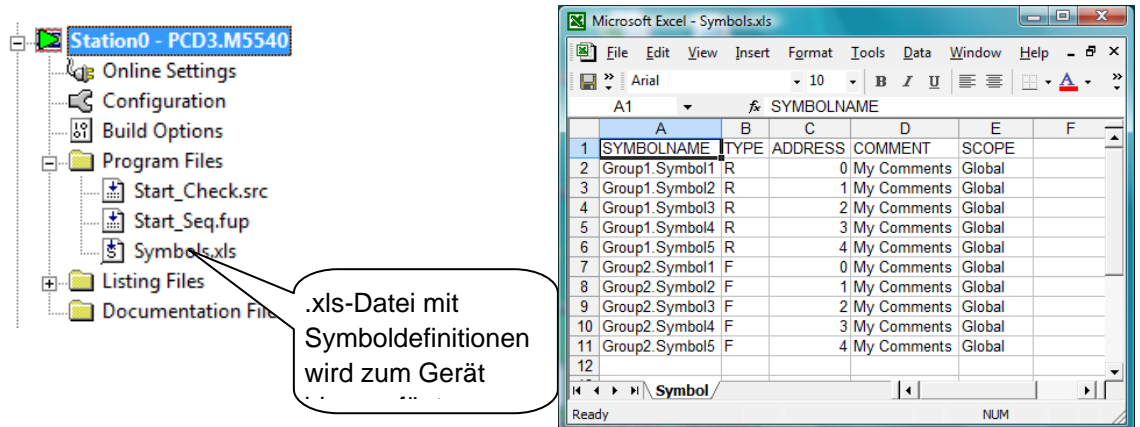 Station0 - PCD3.M5540
Online Settings
Configuration
Build Options
Program Files
Start_Check.src
Start_Seq.fup
Symbols.xls
Listing Files
Documentation File
.xls-Datei mit
Symboldefinitionen
wird zum Gerät
Microsoft Excel - Symbols.xls
File Edit View Insert Format Tools Data Window Help
Arial 10 B I U A
A1 fx SYMBOLNAME
A B C D E F
1 SYMBOLNAME TYPE ADDRESS COMMENT SCOPE
2 Group1.Symbol1 R 0 My Comments Global
3 Group1.Symbol2 R 1 My Comments Global
4 Group1.Symbol3 R 2 My Comments Global
5 Group1.Symbol4 R 3 My Comments Global
6 Group1.Symbol5 R 4 My Comments Global
7 Group2.Symbol1 F 0 My Comments Global
8 Group2.Symbol2 F 1 My Comments Global
9 Group2.Symbol3 F 2 My Comments Global
10 Group2.Symbol4 F 3 My Comments Global
11 Group2.Symbol5 F 4 My Comments Global
12
Symbol
Ready NUM